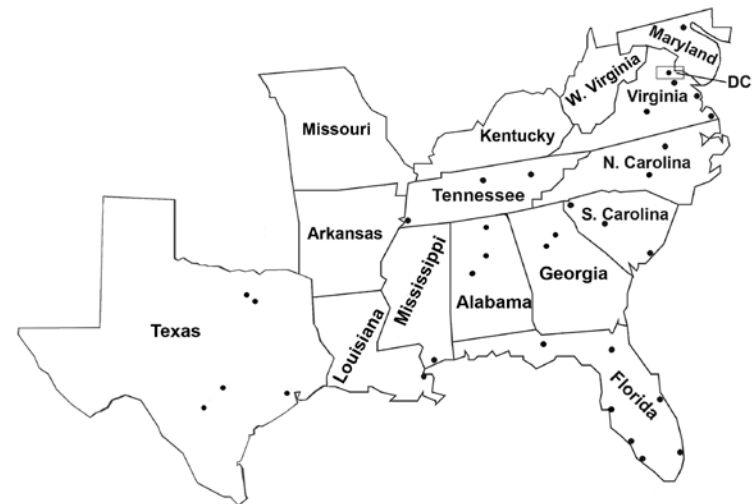 Maryland
W. Virginia
DC
Virginia
Missouri
Kentucky
N. Carolina
Tennessee
S. Carolina
Arkansas
Mississippi
Georgia
Alabama
Texas
Louisiana
Florida